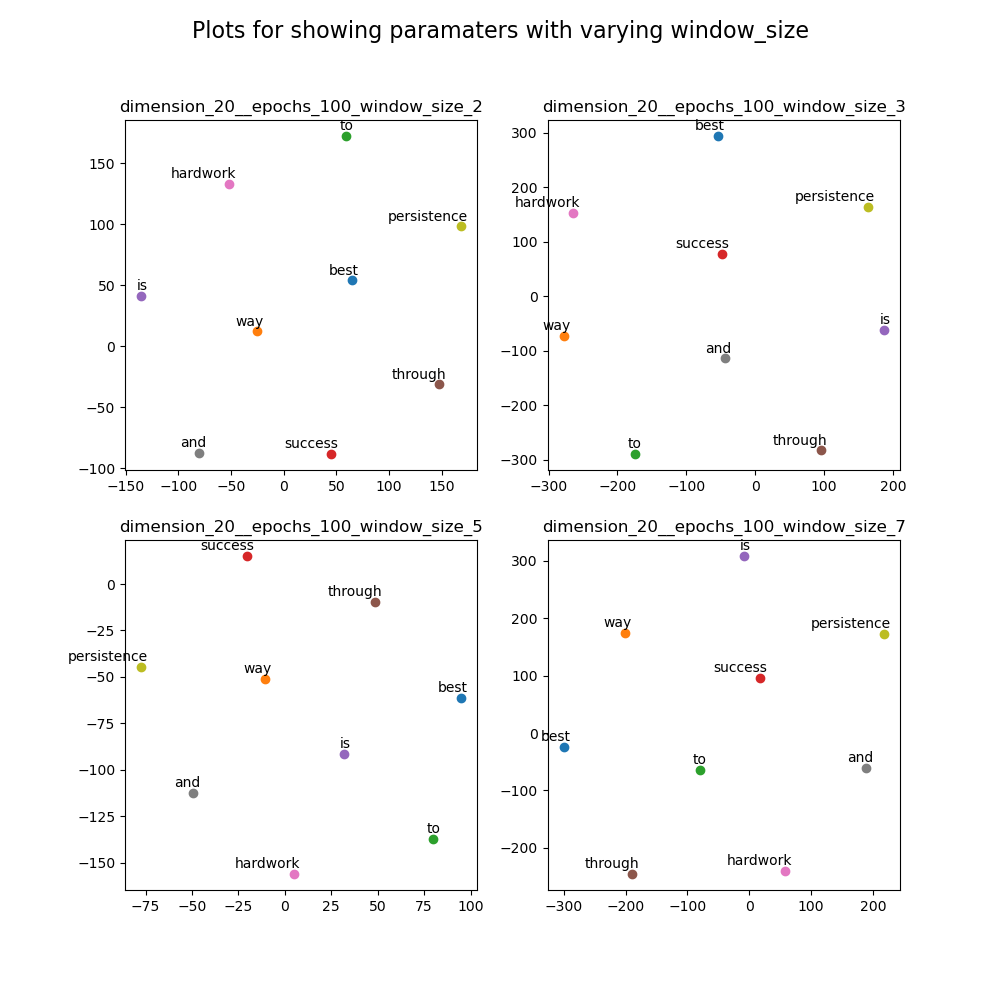 Plots for showing paramaters with varying window_size
dimension_20__epochs_100_window_size_2
to
hardwork
persistence
best
is
way
through
and
success
150
100
50
0
−50
−100
−150 −100 −50 0 50 100 150
dimension_20__epochs_100_window_size_3
best
hardwork
persistence
success
is
way
and
through
to
300
200
100
0
−100
−200
−300
−300 −200 −100 0 100 200
dimension_20__epochs_100_window_size_5
success
through
persistence
way
best
is
and
to
hardwork
0
−25
−50
−75
−100
−125
−150
−75 −50 −25 0 25 50 75 100
dimension_20__epochs_100_window_size_7
is
way
persistence
success
best
to
and
through
hardwork
300
200
100
0
−100
−200
−300 −200 −100 0 100 200